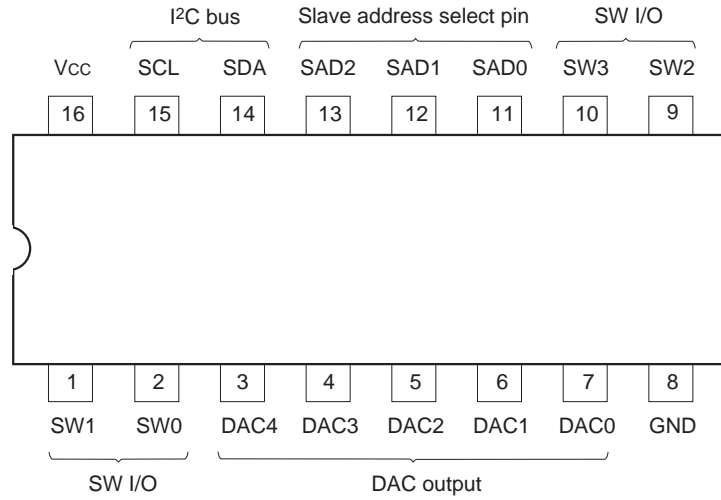 I²C bus Slave address select pin SW I/O
VCC SCL SDA SAD2 SAD1 SAD0 SW3 SW2
16 15 14 13 12 11 10 9
1 2 3 4 5 6 7 8
SW1 SW0 DAC4 DAC3 DAC2 DAC1 DAC0 GND
SW I/O DAC output